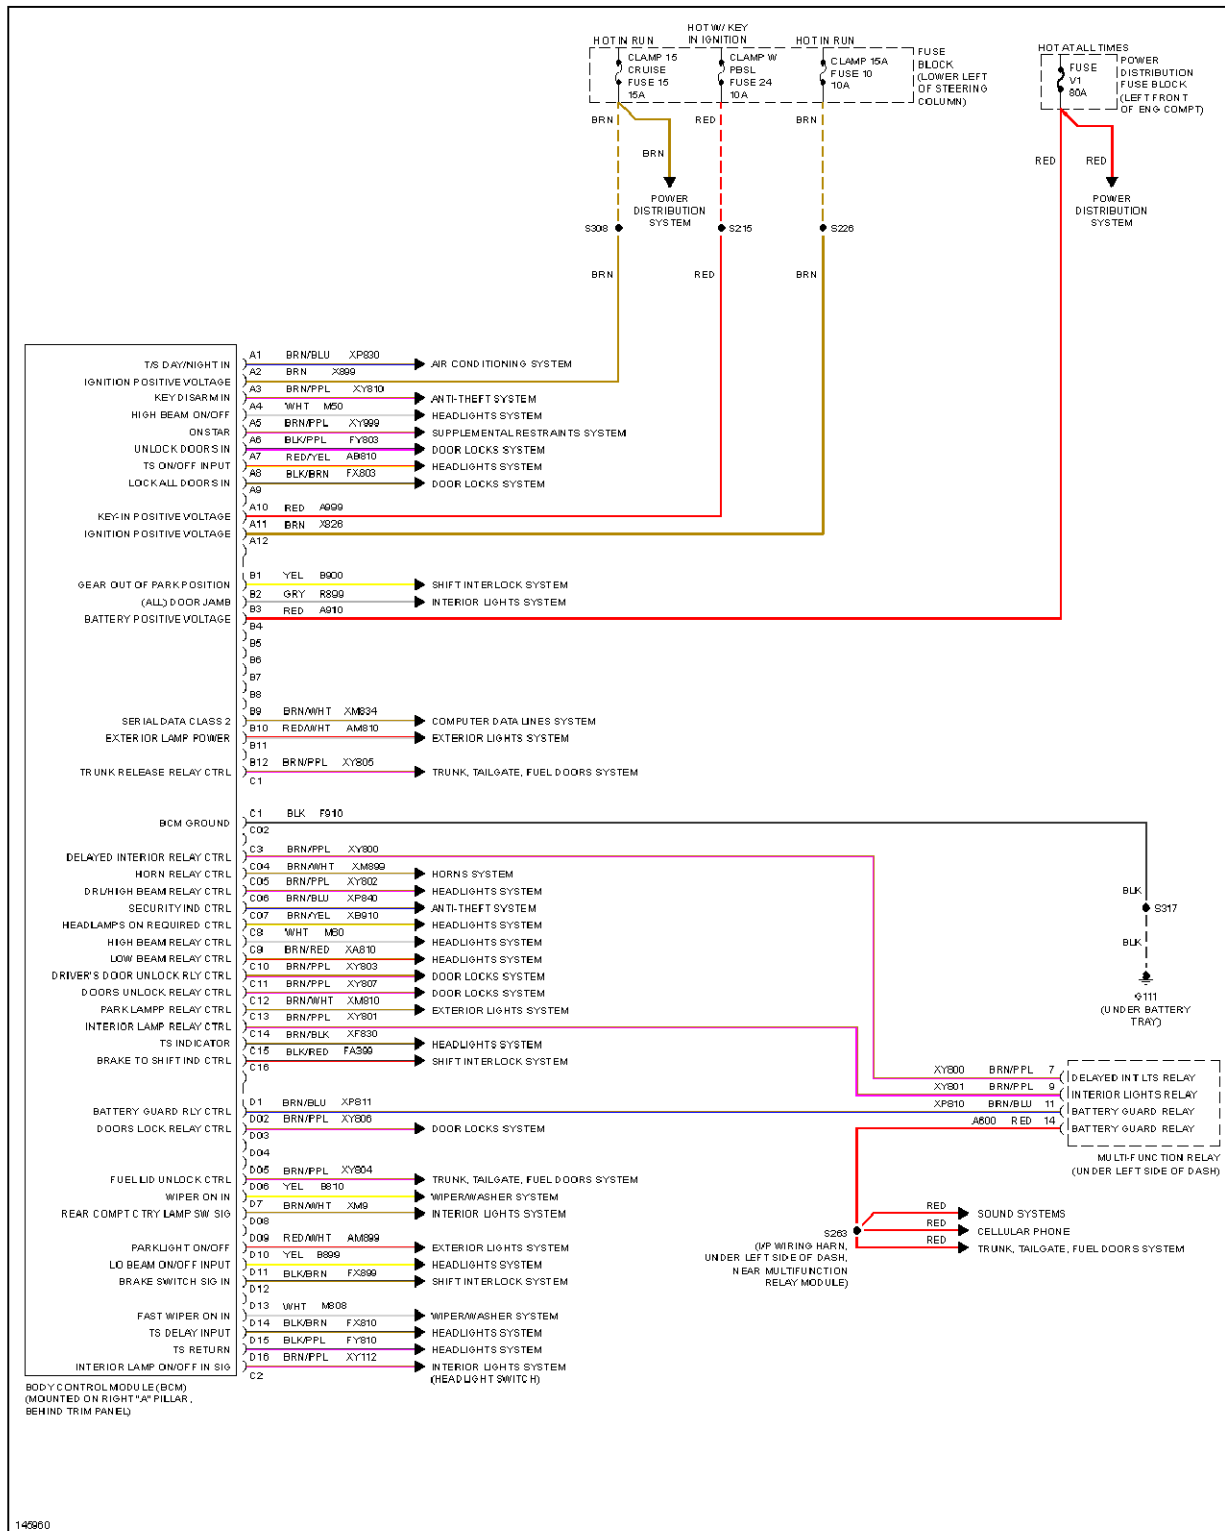 HOT IN RUN
HOT W/ KEY
IN IGNITION
HOT IN RUN
CLAMP 15
CRUISE
FUSE 15
15A
CLAMP W
PBSL
FUSE 24
10A
CLAMP 15A
FUSE 10
10A
FUSE
BLOCK
(LOWER LEFT
OF STEERING
COLUMN)
HOT AT ALL TIMES
FUSE
V1
80A
POWER
DISTRIBUTION
FUSE BLOCK
(LEFT FRONT
OF ENG COMPT)
BRN
RED
BRN
BRN
RED
RED
POWER
DISTRIBUTION
SYSTEM
POWER
DISTRIBUTION
SYSTEM
S308
S215
S226
BRN
RED
BRN
T/S DAY/NIGHT IN A1 BRN/BLU XP830 AIR CONDITIONING SYSTEM
IGNITION POSITIVE VOLTAGE A2 BRN X899
KEY DISARM IN A3 BRN/PPL XY810 ANTI-THEFT SYSTEM
HIGH BEAM ON/OFF A4 WHT M50 HEADLIGHTS SYSTEM
ONSTAR A5 BRN/PPL XY999 SUPPLEMENTAL RESTRAINTS SYSTEM
UNLOCK DOORS IN A6 BLK/PPL FY803 DOOR LOCKS SYSTEM
TS ON/OFF INPUT A7 RED/YEL AB810 HEADLIGHTS SYSTEM
LOCK ALL DOORS IN A8 BLK/BRN FX803 DOOR LOCKS SYSTEM
A9
KEY-IN POSITIVE VOLTAGE A10 RED A999
IGNITION POSITIVE VOLTAGE A11 BRN X826
A12
GEAR OUT OF PARK POSITION B1 YEL B900 SHIFT INTERLOCK SYSTEM
(ALL) DOOR JAMB B2 GRY R899 INTERIOR LIGHTS SYSTEM
BATTERY POSITIVE VOLTAGE B3 RED A910
B4
B5
B6
B7
B8
SERIAL DATA CLASS 2 B9 BRN/WHT XM834 COMPUTER DATA LINES SYSTEM
EXTERIOR LAMP POWER B10 RED/WHT AM810 EXTERIOR LIGHTS SYSTEM
B11
TRUNK RELEASE RELAY CTRL B12 BRN/PPL XY805 TRUNK, TAILGATE, FUEL DOORS SYSTEM
C1
BCM GROUND C1 BLK F910
C02
DELAYED INTERIOR RELAY CTRL C3 BRN/PPL XY800
HORN RELAY CTRL C04 BRN/WHT XM899 HORNS SYSTEM
DRL/HIGH BEAM RELAY CTRL C05 BRN/PPL XY802 HEADLIGHTS SYSTEM
SECURITY IND CTRL C06 BRN/BLU XP840 ANTI-THEFT SYSTEM
HEADLAMPS ON REQUIRED CTRL C07 BRN/YEL XB910 HEADLIGHTS SYSTEM
HIGH BEAM RELAY CTRL C8 WHT M60 HEADLIGHTS SYSTEM
LOW BEAM RELAY CTRL C9 BRN/RED XA810 HEADLIGHTS SYSTEM
DRIVER'S DOOR UNLOCK RLY CTRL C10 BRN/PPL XY803 DOOR LOCKS SYSTEM
DOORS UNLOCK RELAY CTRL C11 BRN/PPL XY807 DOOR LOCKS SYSTEM
PARK LAMPP RELAY CTRL C12 BRN/WHT XM810 EXTERIOR LIGHTS SYSTEM
INTERIOR LAMP RELAY CTRL C13 BRN/PPL XY801
TS INDICATOR C14 BRN/BLK XF830 HEADLIGHTS SYSTEM
BRAKE TO SHIFT IND CTRL C15 BLK/RED FA399 SHIFT INTERLOCK SYSTEM
C16
BLK
S317
BLK
G111
(UNDER BATTERY
TRAY)
XY800 BRN/PPL 7 DELAYED INT LTS RELAY
XY801 BRN/PPL 9 INTERIOR LIGHTS RELAY
XP810 BRN/BLU 11 BATTERY GUARD RELAY
A600 RED 14 BATTERY GUARD RELAY
MULTI-FUNCTION RELAY
(UNDER LEFT SIDE OF DASH)
BATTERY GUARD RLY CTRL D1 BRN/BLU XP811
DOORS LOCK RELAY CTRL D02 BRN/PPL XY806 DOOR LOCKS SYSTEM
D03
D04
FUEL LID UNLOCK CTRL D05 BRN/PPL XY804 TRUNK, TAILGATE, FUEL DOORS SYSTEM
WIPER ON IN D06 YEL B810 WIPER/WASHER SYSTEM
REAR COMPT CTRY LAMP SW SIG D7 BRN/WHT XM9 INTERIOR LIGHTS SYSTEM
D08
PARKLIGHT ON/OFF D09 RED/WHT AM899 EXTERIOR LIGHTS SYSTEM
LO BEAM ON/OFF INPUT D10 YEL B899 HEADLIGHTS SYSTEM
BRAKE SWITCH SIG IN D11 BLK/BRN FX899 SHIFT INTERLOCK SYSTEM
D12
FAST WIPER ON IN D13 WHT M808 WIPER/WASHER SYSTEM
TS DELAY INPUT D14 BLK/BRN FX810 HEADLIGHTS SYSTEM
TS RETURN D15 BLK/PPL FY810 HEADLIGHTS SYSTEM
INTERIOR LAMP ON/OFF IN SIG D16 BRN/PPL XY112 INTERIOR LIGHTS SYSTEM
(HEADLIGHT SWITCH)
C2
RED SOUND SYSTEMS
RED CELLULAR PHONE
RED TRUNK, TAILGATE, FUEL DOORS SYSTEM
S263
(I/P WIRING HARN,
UNDER LEFT SIDE OF DASH,
NEAR MULTIFUNCTION
RELAY MODULE)
BODY CONTROL MODULE (BCM)
(MOUNTED ON RIGHT "A" PILLAR,
BEHIND TRIM PANEL)
145960